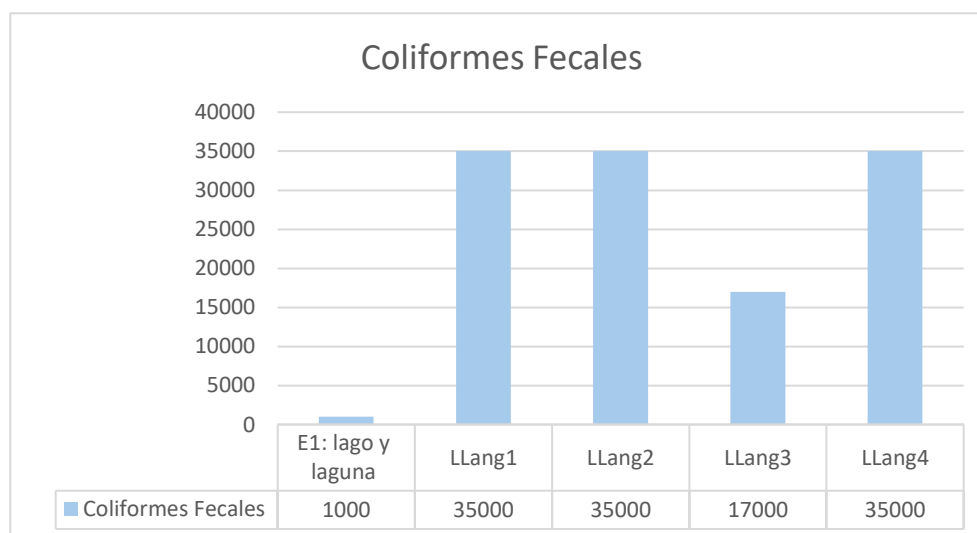 Coliformes Fecales
40000
35000
30000
25000
20000
15000
10000
5000
0
E1: lago y
laguna
LLang1
LLang2
LLang3
LLang4
Coliformes Fecales
1000
35000
35000
17000
35000